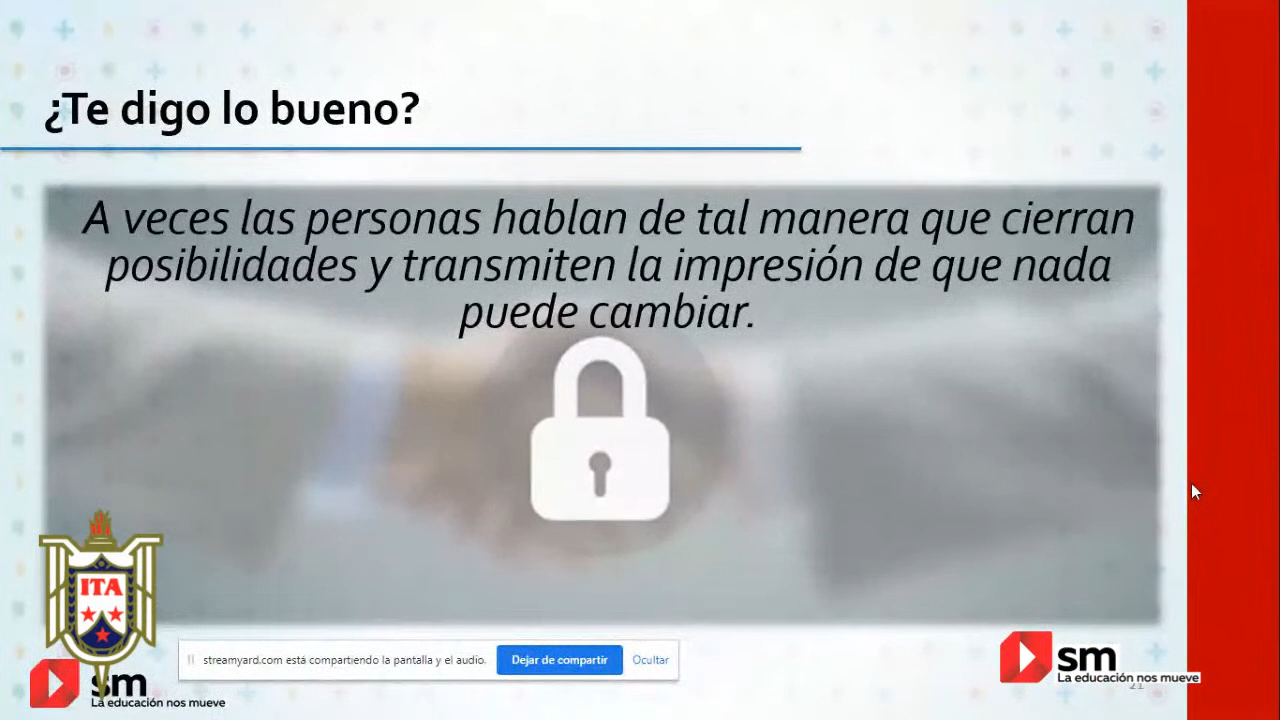 ¿Te digo lo bueno?
A veces las personas hablan de tal manera que cierran
posibilidades y transmiten la impresión de que nada
puede cambiar.
ITA
streamyard.com está compartiendo la pantalla y el audio.
Dejar de compartir
Ocultar
sm
La educación nos mueve
sm
La educación nos mueve
21